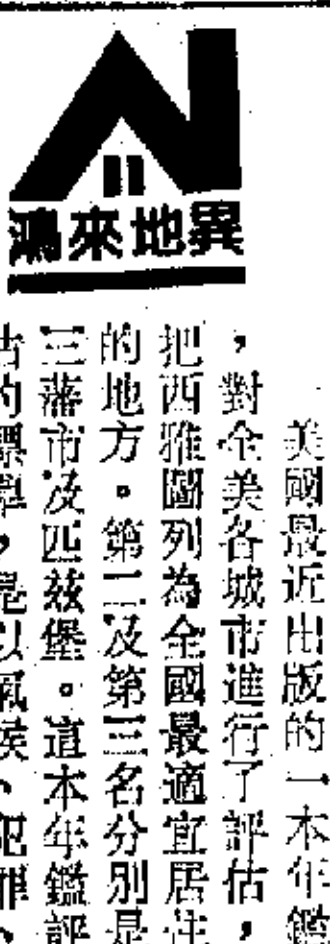 鴻來地異
美國最近出版的一本年鑑
，對全美各城市進行了評估，
把西雅圖列為全國最適宜居住
的地方。第二及第三名分別是
三藩市及匹茲堡。這本年鑑評
估的標準，是以氣候、犯罪、